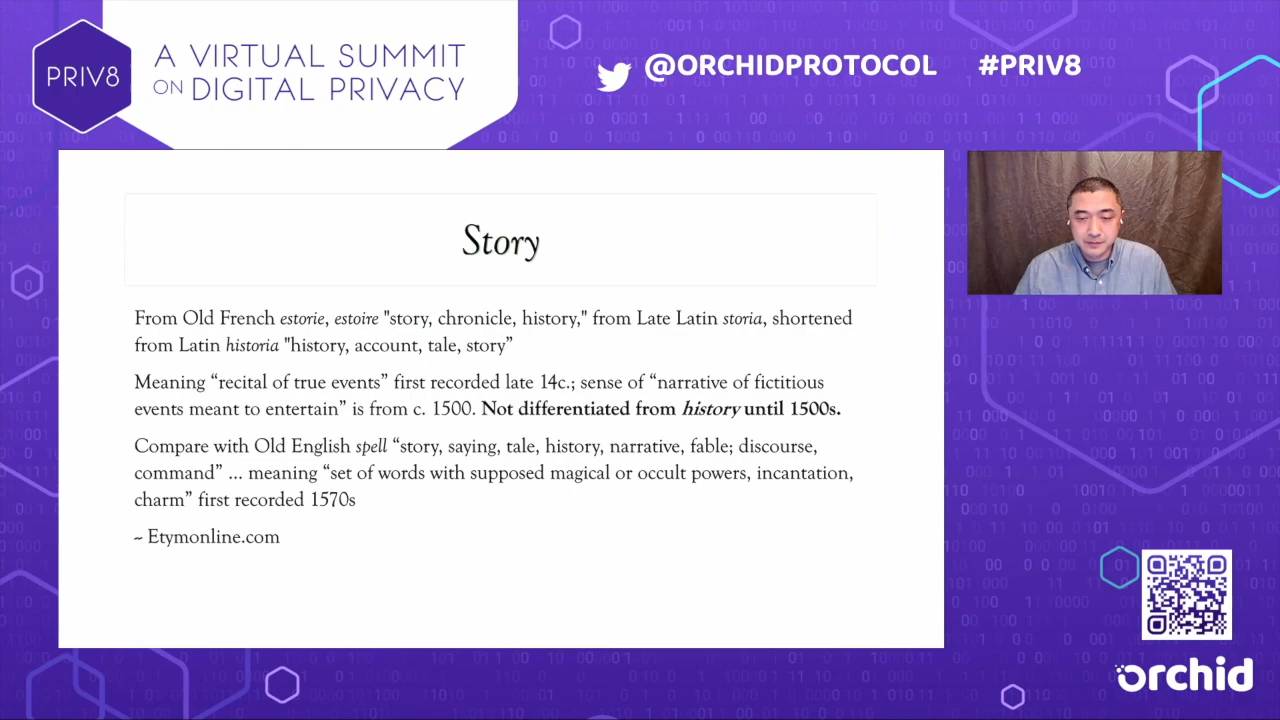 PRIV8
A VIRTUAL SUMMIT
ON DIGITAL PRIVACY
@ORCHIDPROTOCOL #PRIV8
Story
From Old French estorie, estoire "story, chronicle, history," from Late Latin storia, shortened
from Latin historia "history, account, tale, story”
Meaning “recital of true events” first recorded late 14c.; sense of “narrative of fictitious
events meant to entertain” is from c. 1500. Not differentiated from history until 1500s.
Compare with Old English spell “story, saying, tale, history, narrative, fable; discourse,
command” ... meaning “set of words with supposed magical or occult powers, incantation,
charm” first recorded 1570s
~ Etymonline.com
orchid